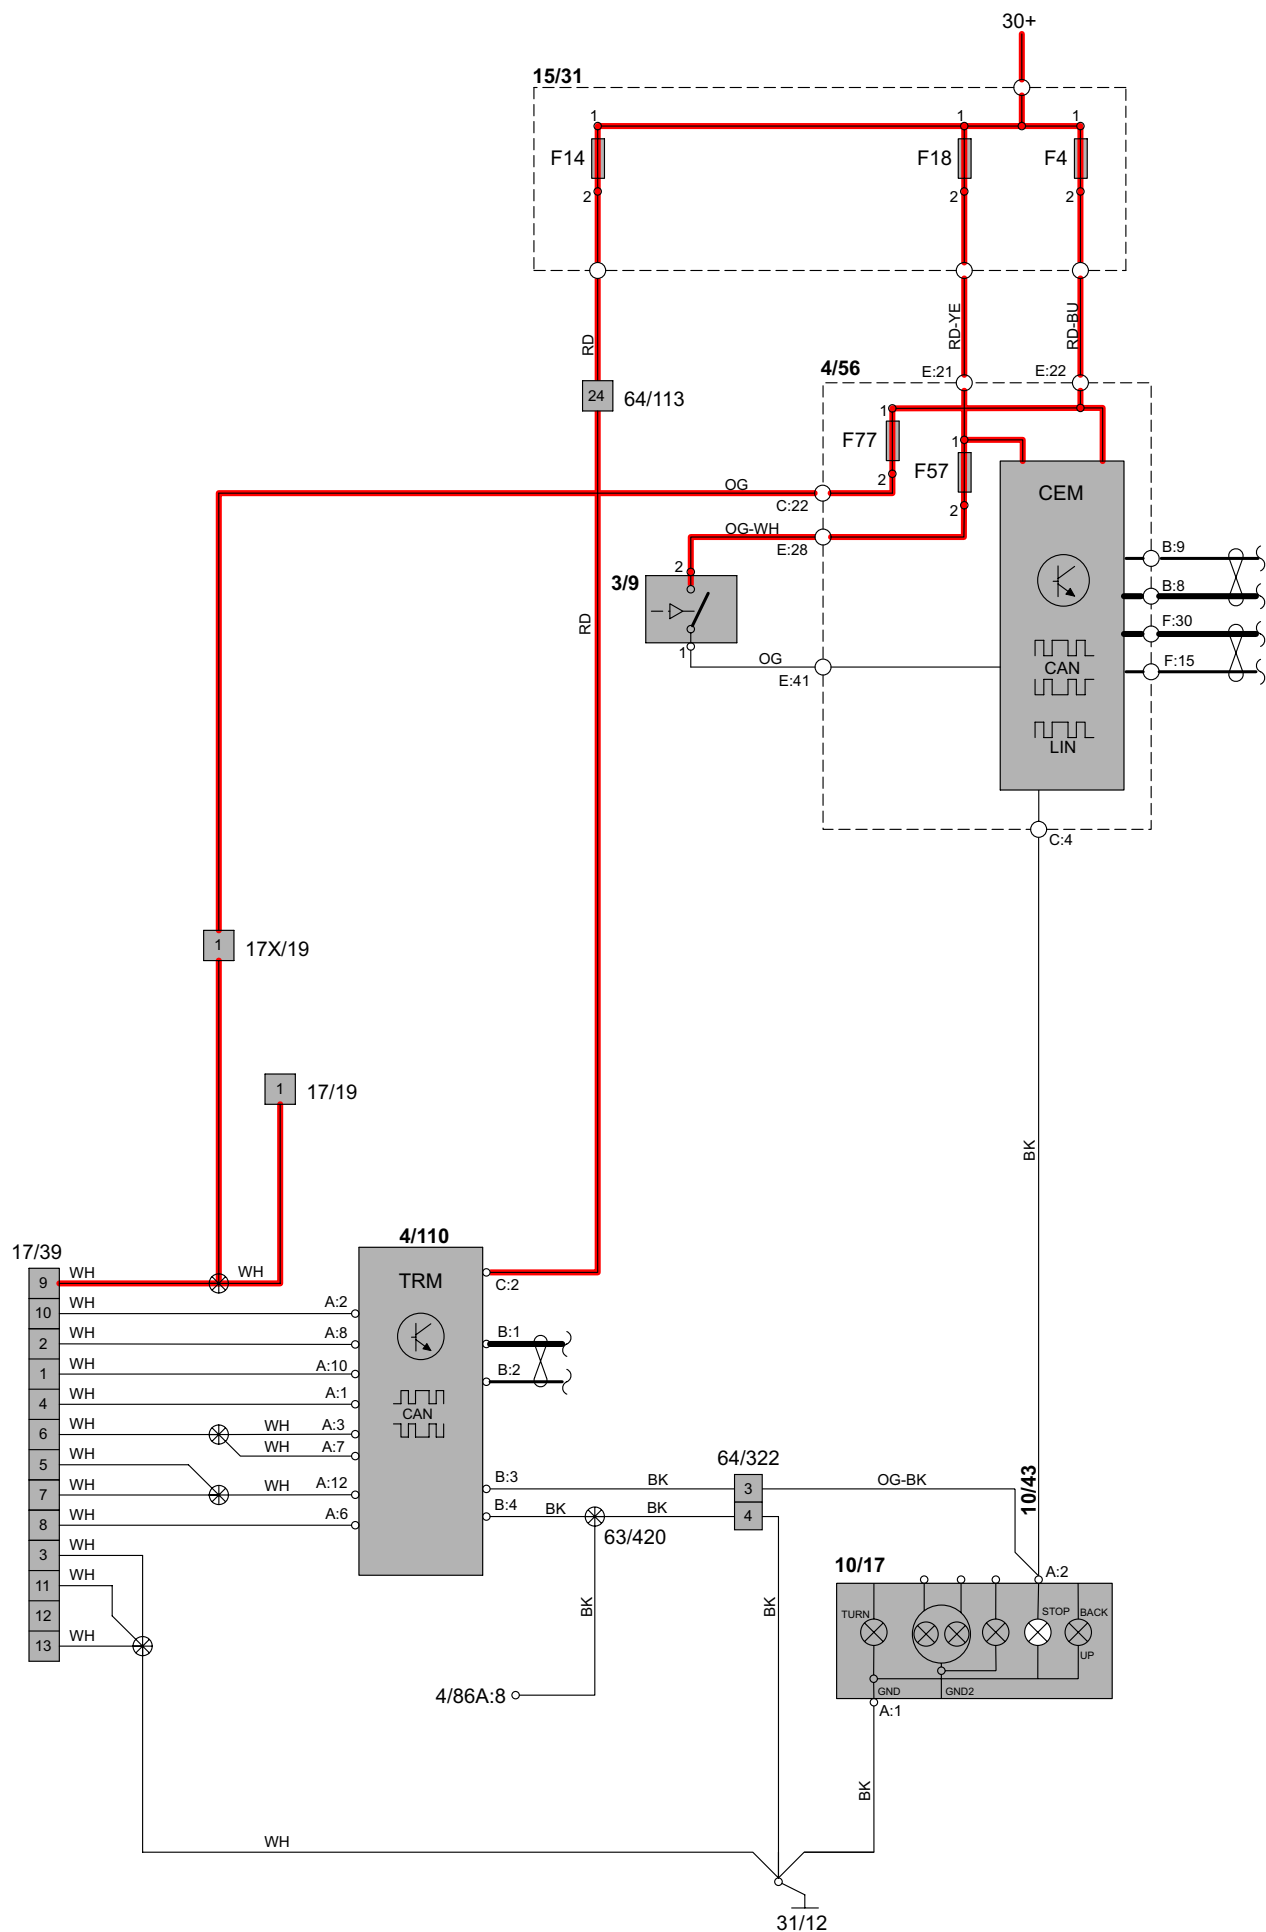 30+
15/31
1
1
1
F14
F18
F4
2
2
2
RD
RD-YE
RD-BU
4/56
E:21
E:22
24
64/113
1
F77
1
F57
2
2
OG
C:22
OG-WH
E:28
CEM
B:9
B:8
F:30
F:15
CAN
LIN
2
3/9
1
OG
E:41
RD
C:4
1
17X/19
1
17/19
BK
4/110
17/39
TRM
C:2
9 WH WH
10 WH A:2
2 WH A:8
1 WH A:10
4 WH A:1
6 WH WH A:3
5 WH WH A:7
7 WH WH A:12
8 WH A:6
3 WH
11 WH
12
13 WH
B:1
B:2
CAN
64/322
B:3 BK 3 OG-BK
B:4 BK BK 4
63/420
10/43
BK
BK
4/86A:8
10/17
A:2
TURN
STOP
BACK
UP
GND
GND2
A:1
BK
WH
31/12